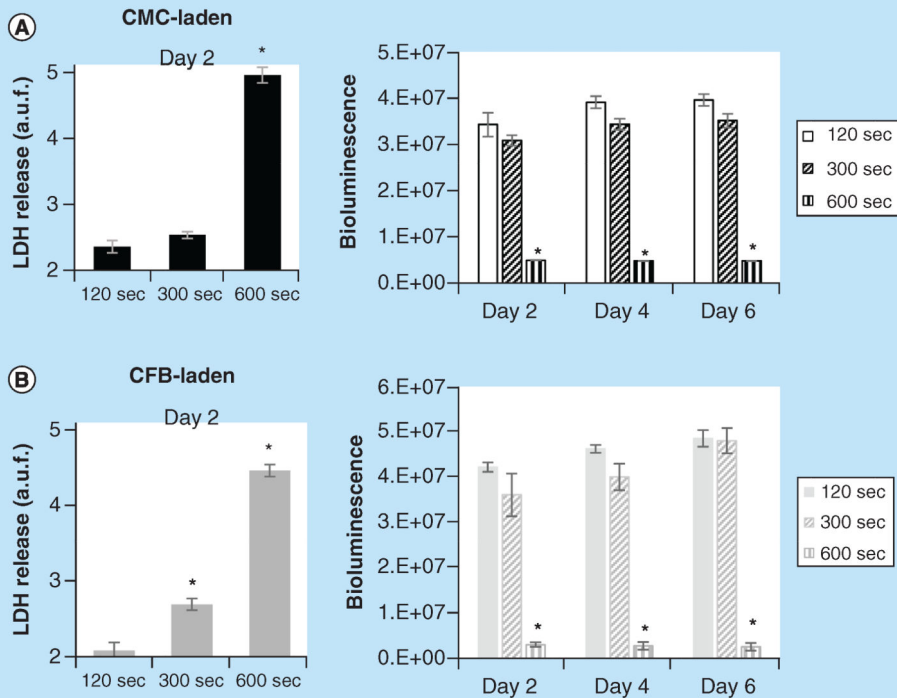 A
CMC-laden
Day 2
LDH release (a.u.f.)
5
4
3
2
*
120 sec
300 sec
600 sec
Bioluminescence
5.E+07
4.E+07
3.E+07
2.E+07
1.E+07
0.E+00
*
*
*
Day 2
Day 4
Day 6
120 sec
300 sec
600 sec
B
CFB-laden
Day 2
LDH release (a.u.f.)
5
4
3
2
*
*
120 sec
300 sec
600 sec
Bioluminescence
6.E+07
5.E+07
4.E+07
3.E+07
2.E+07
1.E+07
0.E+00
*
*
*
Day 2
Day 4
Day 6
120 sec
300 sec
600 sec